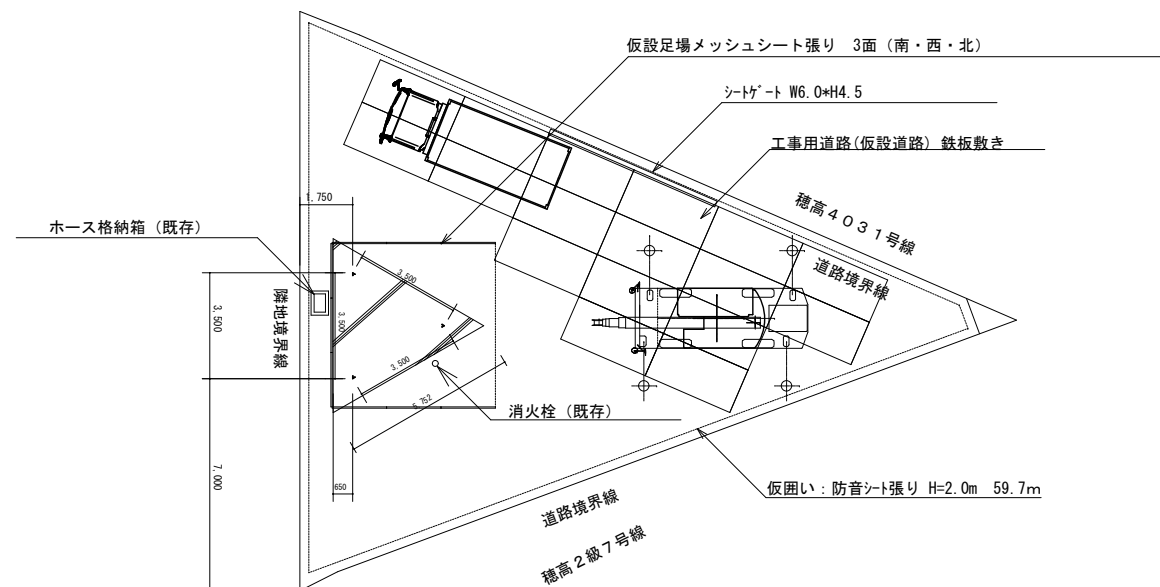 仮設足場メッシュシート張り　3面（南・西・北）
シートゲート W6.0*H4.5
工事用道路(仮設道路) 鉄板敷き
穂高4031号線
道路境界線
1.750
ホース格納箱（既存）
隣地境界線
3.500
3.500
3.500
3.500
5.752
消火栓（既存）
7.000
650
仮囲い：防音シート張り H=2.0m　59.7m
道路境界線
穂高2級7号線